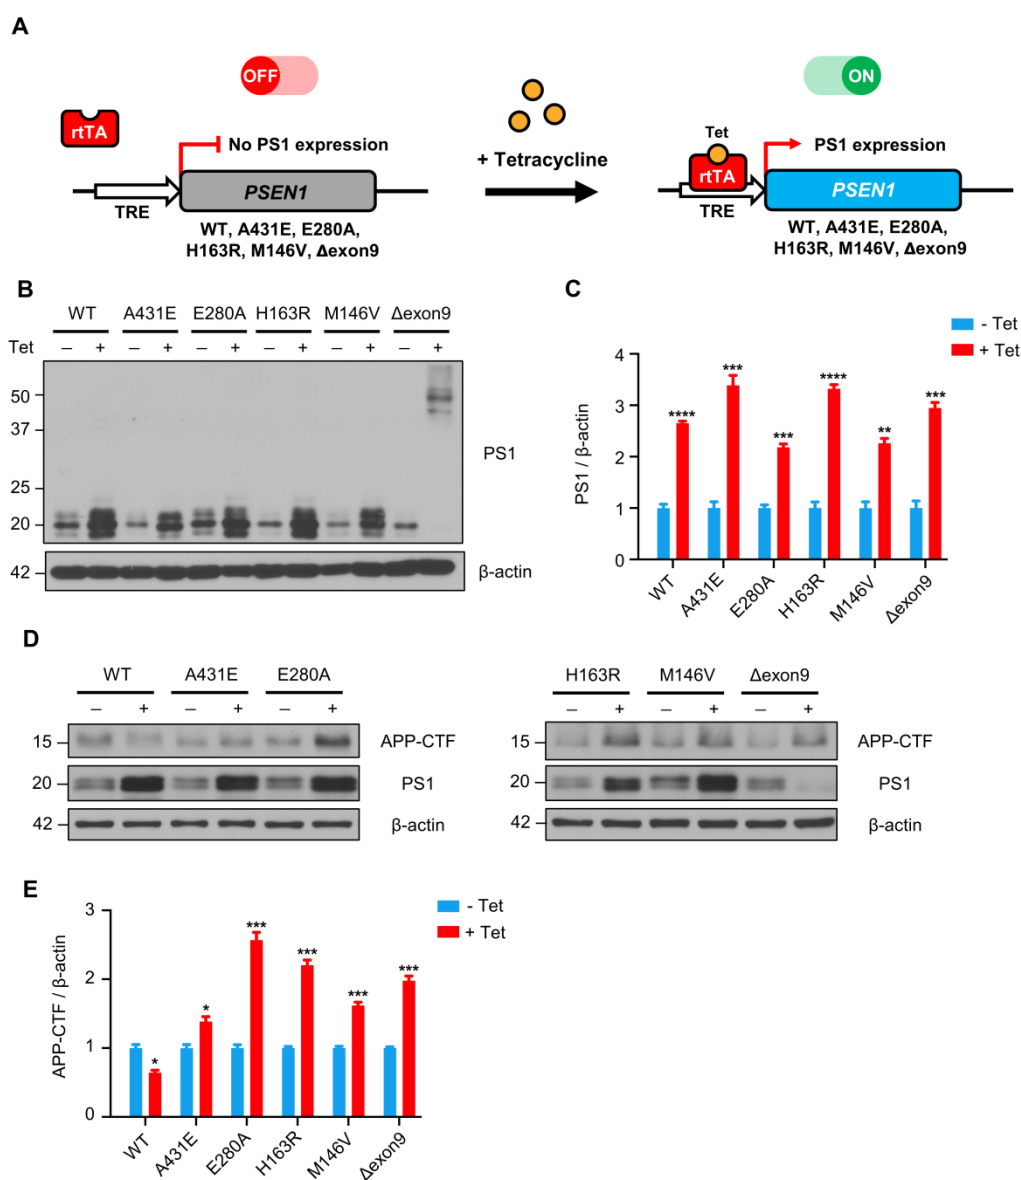 A
OFF
ON
rtTA
No PS1 expression
+ Tetracycline
Tet
rtTA
PS1 expression
PSEN1
PSEN1
TRE
TRE
WT, A431E, E280A,
H163R, M146V, Δexon9
WT, A431E, E280A,
H163R, M146V, Δexon9
B
WT A431E E280A H163R M146V Δexon9
Tet – + – + – + – + – + – +
50
37
25
20
PS1
42
β-actin
C
- Tet
+ Tet
PS1 / β-actin
4
3
2
1
0
**** *** *** **** ** ***
WT A431E E280A H163R M146V Δexon9
D
WT A431E E280A
– + – + – +
15 APP-CTF
20 PS1
42 β-actin
H163R M146V Δexon9
– + – + – +
15 APP-CTF
20 PS1
42 β-actin
E
- Tet
+ Tet
APP-CTF / β-actin
3
2
1
0
* * *** *** *** ***
WT A431E E280A H163R M146V Δexon9